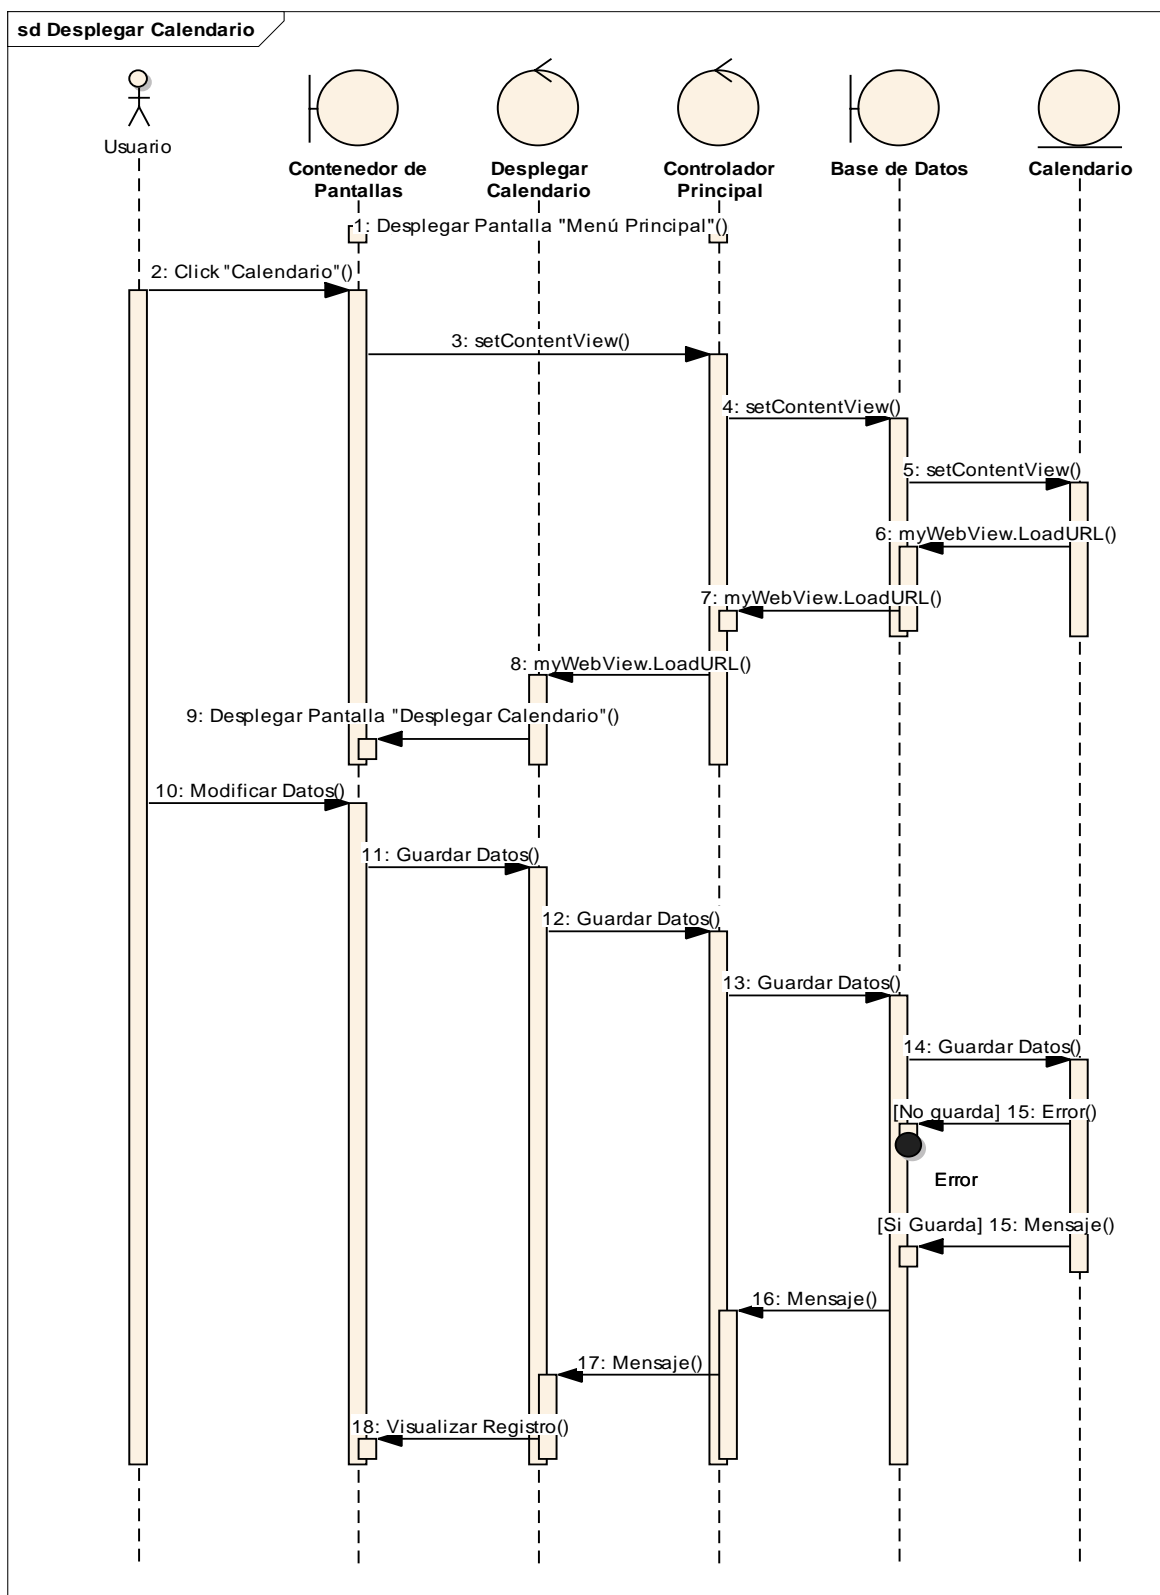 sd Desplegar Calendario
Usuario
Contenedor de
Pantallas
Desplegar
Calendario
Controlador
Principal
Base de Datos
Calendario
1: Desplegar Pantalla "Menú Principal"()
2: Click "Calendario"()
3: setContentView()
4: setContentView()
5: setContentView()
6: myWebView.LoadURL()
7: myWebView.LoadURL()
8: myWebView.LoadURL()
9: Desplegar Pantalla "Desplegar Calendario"()
10: Modificar Datos()
11: Guardar Datos()
12: Guardar Datos()
13: Guardar Datos()
14: Guardar Datos()
[No guarda] 15: Error()
Error
[Si Guarda] 15: Mensaje()
16: Mensaje()
17: Mensaje()
18: Visualizar Registro()